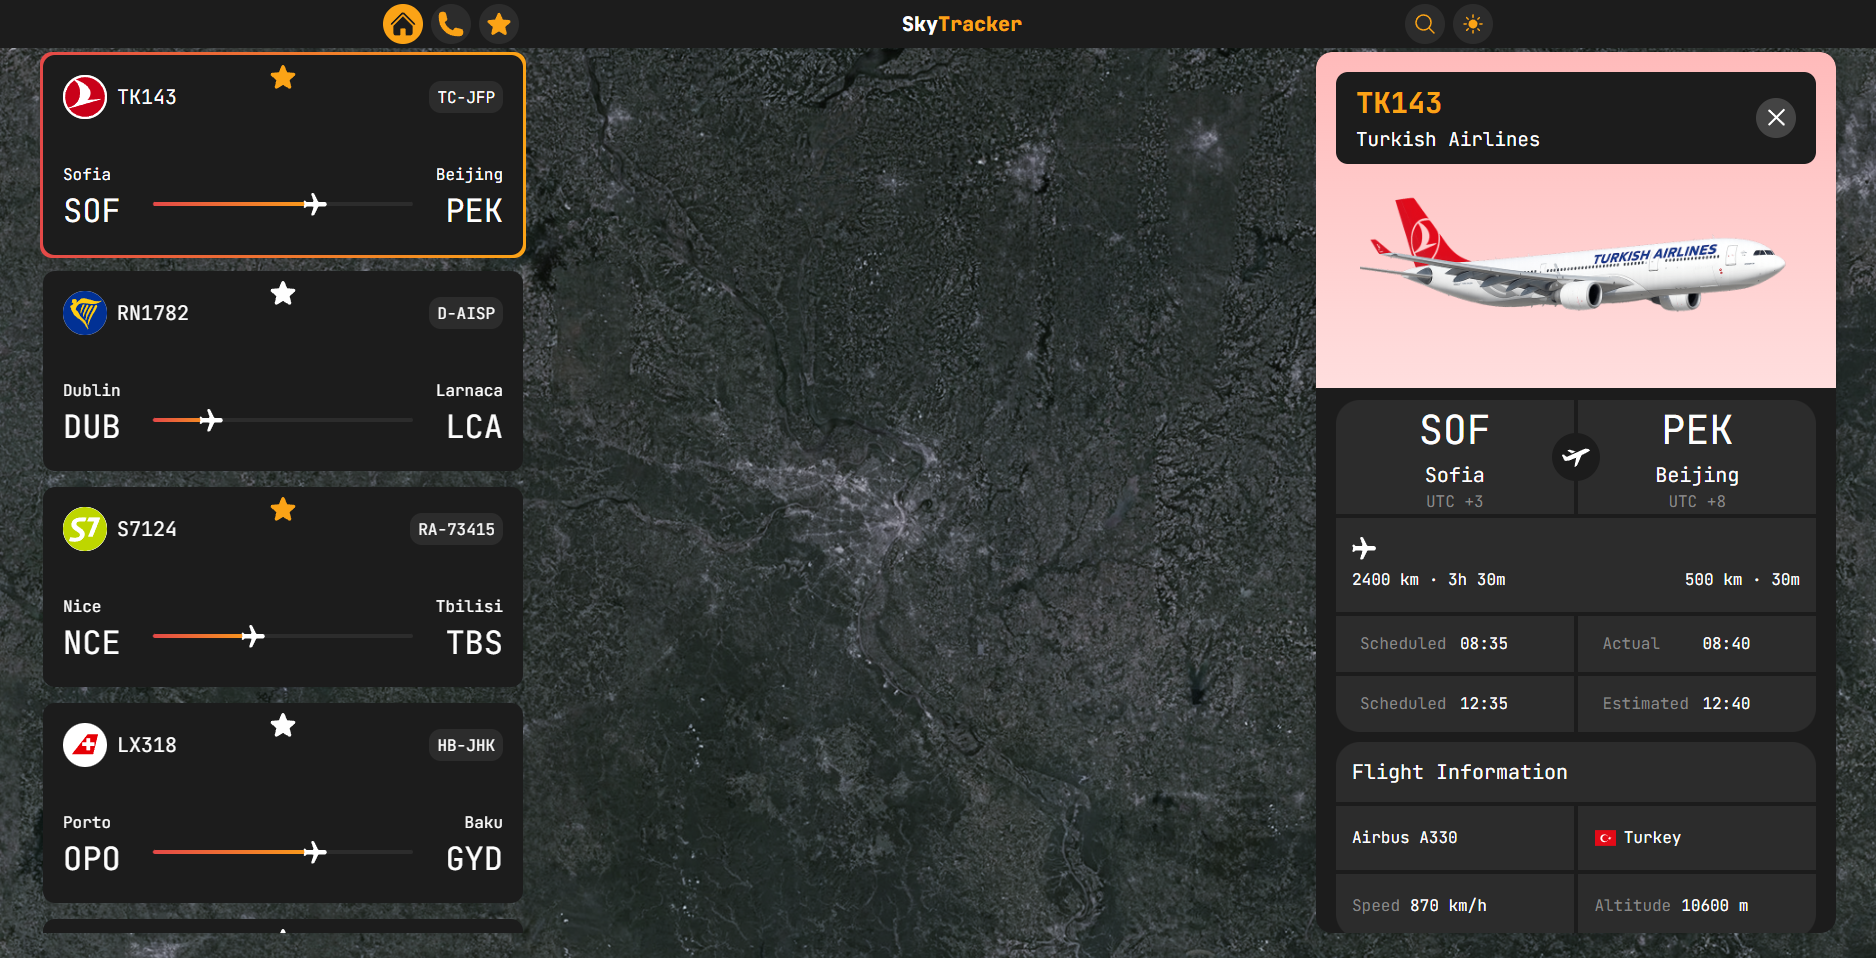 SkyTracker
TK143
TC-JFP
Sofia
Beijing
SOF
PEK
RN1782
D-AISP
Dublin
Larnaca
DUB
LCA
S7
S7124
RA-73415
Nice
Tbilisi
NCE
TBS
LX318
HB-JHK
Porto
Baku
OPO
GYD
TK143
Turkish Airlines
TURKISH AIRLINES
SOF
PEK
Sofia
Beijing
UTC +3
UTC +8
2400 km · 3h 30m
500 km · 30m
Scheduled 08:35
Actual 08:40
Scheduled 12:35
Estimated 12:40
Flight Information
Airbus A330
Turkey
Speed 870 km/h
Altitude 10600 m